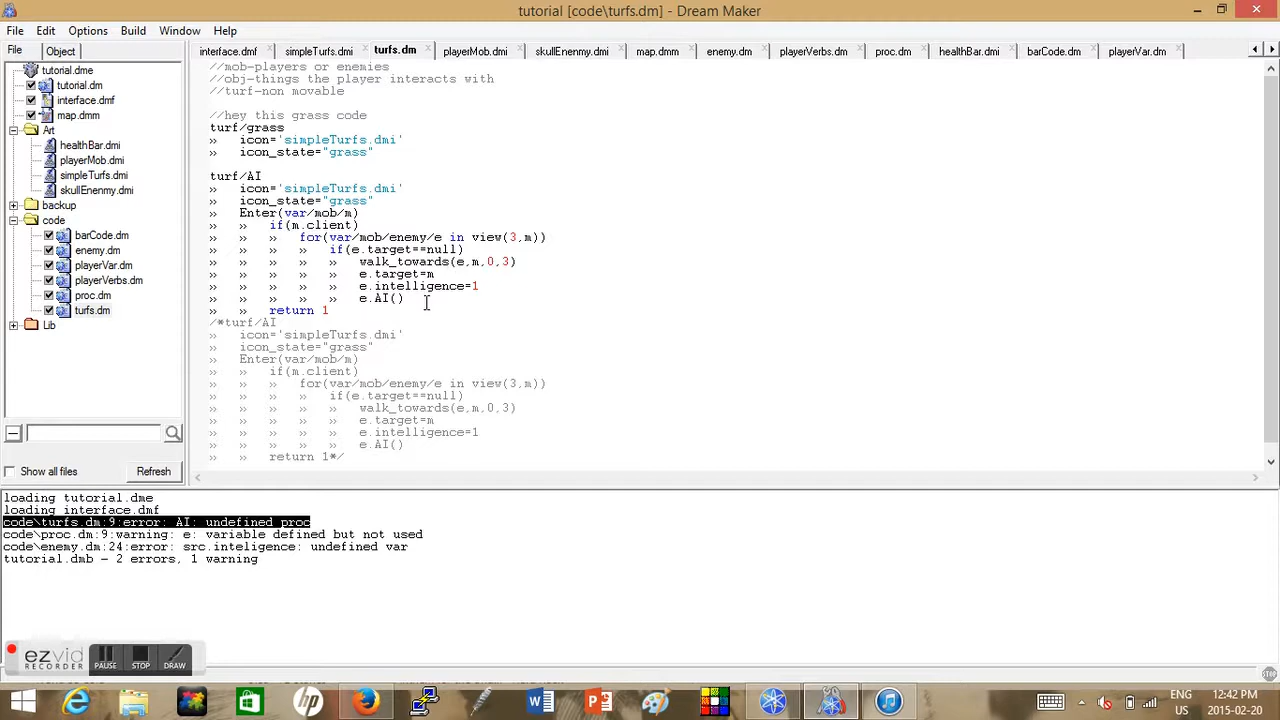 tutorial [code\turfs.dm] - Dream Maker
File Edit Options Build Window Help
File Object
interface.dmf simpleTurfs.dmi turfs.dm playerMob.dmi skullEnenmy.dmi map.dmm enemy.dm playerVerbs.dm proc.dm healthBar.dmi barCode.dm playerVar.dm
tutorial.dme
tutorial.dm
interface.dmf
map.dmm
Art
healthBar.dmi
playerMob.dmi
simpleTurfs.dmi
skullEnenmy.dmi
backup
code
barCode.dm
enemy.dm
playerVar.dm
playerVerbs.dm
proc.dm
turfs.dm
Lib
Show all files Refresh
//mob-players or enemies
//obj-things the player interacts with
//turf-non movable
//hey this grass code
turf/grass
» icon='simpleTurfs.dmi'
» icon_state="grass"
turf/AI
» icon='simpleTurfs.dmi'
» icon_state="grass"
» Enter(var/mob/m)
» » if(m.client)
» » » for(var/mob/enemy/e in view(3,m))
» » » » if(e.target==null)
» » » » » walk_towards(e,m,0,3)
» » » » » e.target=m
» » » » » e.intelligence=1
» » » » » e.AI()
» » return 1
/*turf/AI
» icon='simpleTurfs.dmi'
» icon_state="grass"
» Enter(var/mob/m)
» » if(m.client)
» » » for(var/mob/enemy/e in view(3,m))
» » » » if(e.target==null)
» » » » » walk_towards(e,m,0,3)
» » » » » e.target=m
» » » » » e.intelligence=1
» » » » » e.AI()
» » return 1*/
loading tutorial.dme
loading interface.dmf
code\turfs.dm:9:error: AI: undefined proc
code\proc.dm:9:warning: e: variable defined but not used
code\enemy.dm:24:error: src.inteligence: undefined var
tutorial.dmb - 2 errors, 1 warning
ezvid
RECORDER
PAUSE STOP DRAW
ENG
US
12:42 PM
2015-02-20